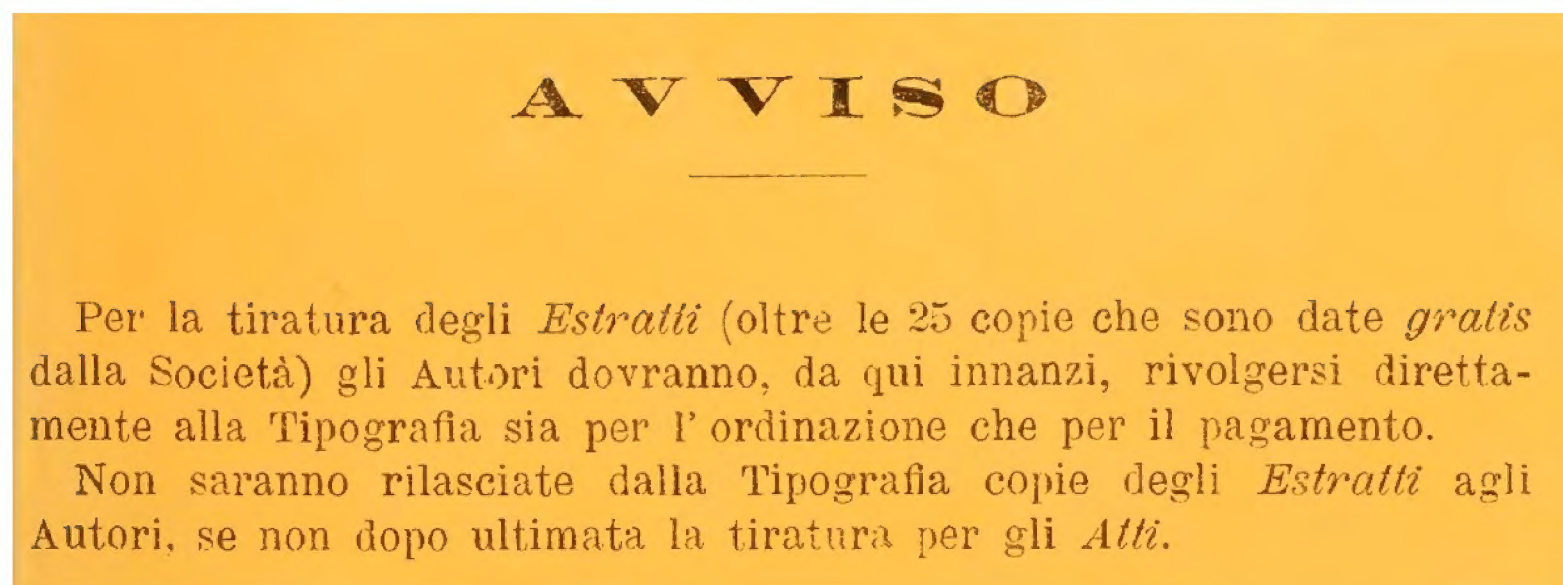 AVVISO
Per la tiratura degli Estratti (oltre le 25 copie che sono date gratis
dalla Società) gli Autori dovranno, da qui innanzi, rivolgersi diretta-
mente alla Tipografia sia per l' ordinazione che per il pagamento.
Non saranno rilasciate dalla Tipografia copie degli Estratti agli
Autori, se non dopo ultimata la tiratura per gli Atti.